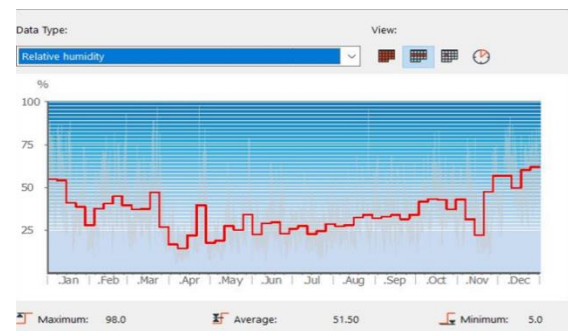 Data Type:
View:
Relative humidity
%
100
75
50
25
.Jan .Feb .Mar .Apr .May .Jun .Jul .Aug .Sep .Oct .Nov .Dec
Maximum: 98.0 Average: 51.50 Minimum: 5.0